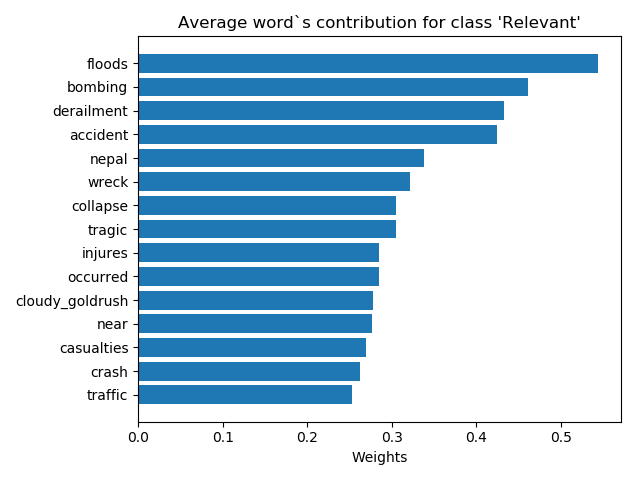 Average word`s contribution for class 'Relevant'
floods
bombing
derailment
accident
nepal
wreck
collapse
tragic
injures
occurred
cloudy_goldrush
near
casualties
crash
traffic
0.0 0.1 0.2 0.3 0.4 0.5
Weights